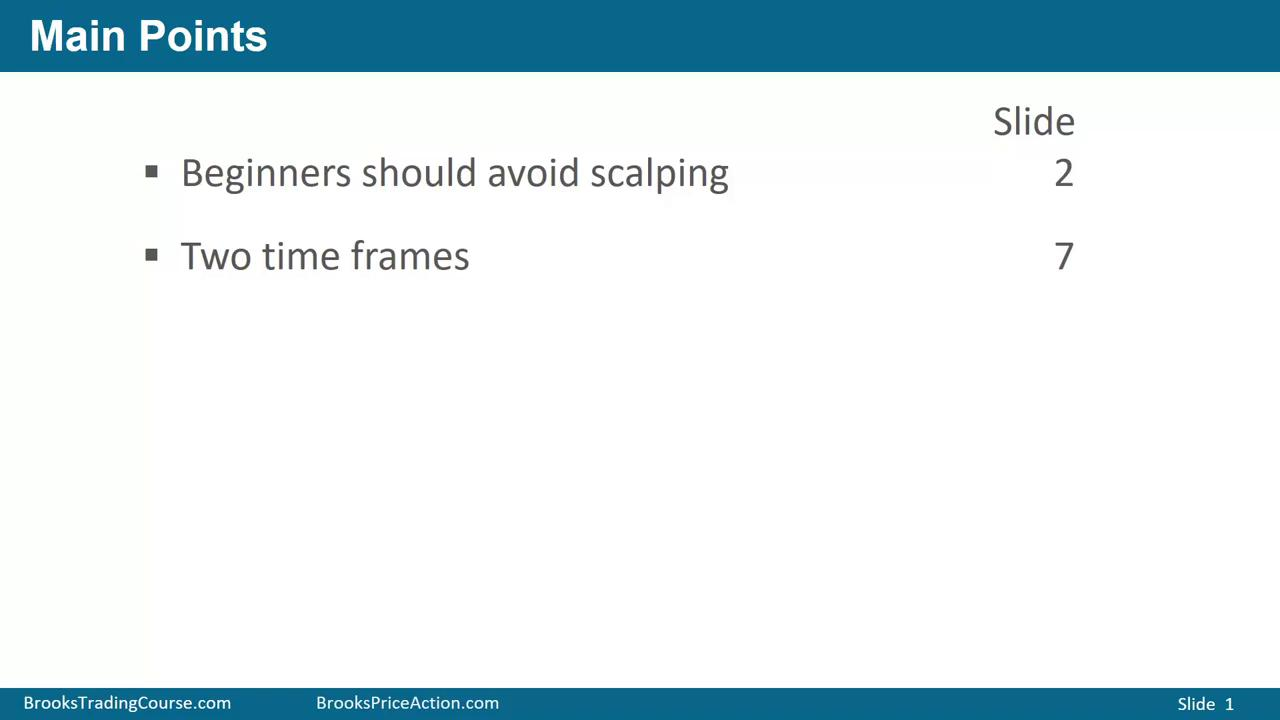 Main Points
Slide
▪ Beginners should avoid scalping 2
▪ Two time frames 7
BrooksTradingCourse.com BrooksPriceAction.com Slide 1